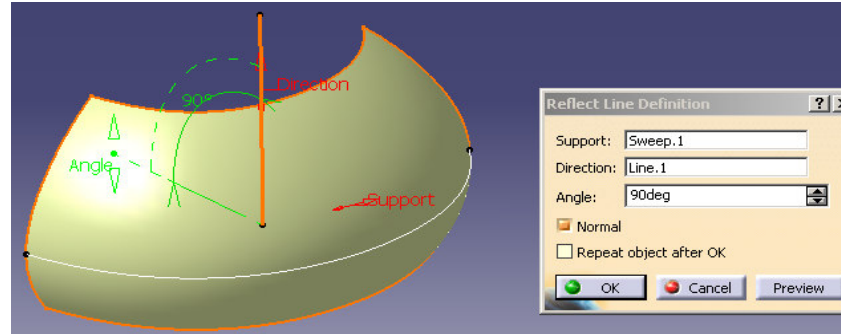 Direction
90°
Angle
Support
Reflect Line Definition
Support: Sweep.1
Direction: Line.1
Angle: 90deg
Normal
Repeat object after OK
OK Cancel Preview